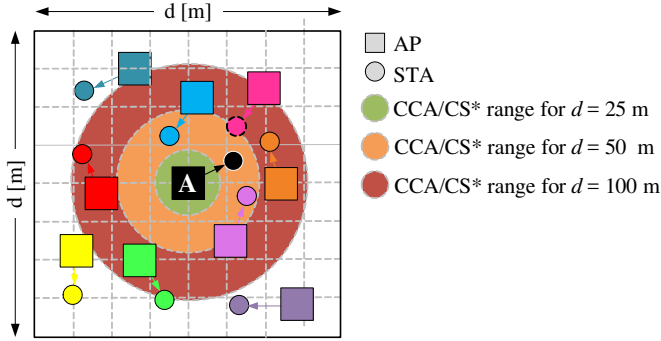 d [m]
d [m]
A
AP
STA
CCA/CS* range for d = 25 m
CCA/CS* range for d = 50 m
CCA/CS* range for d = 100 m